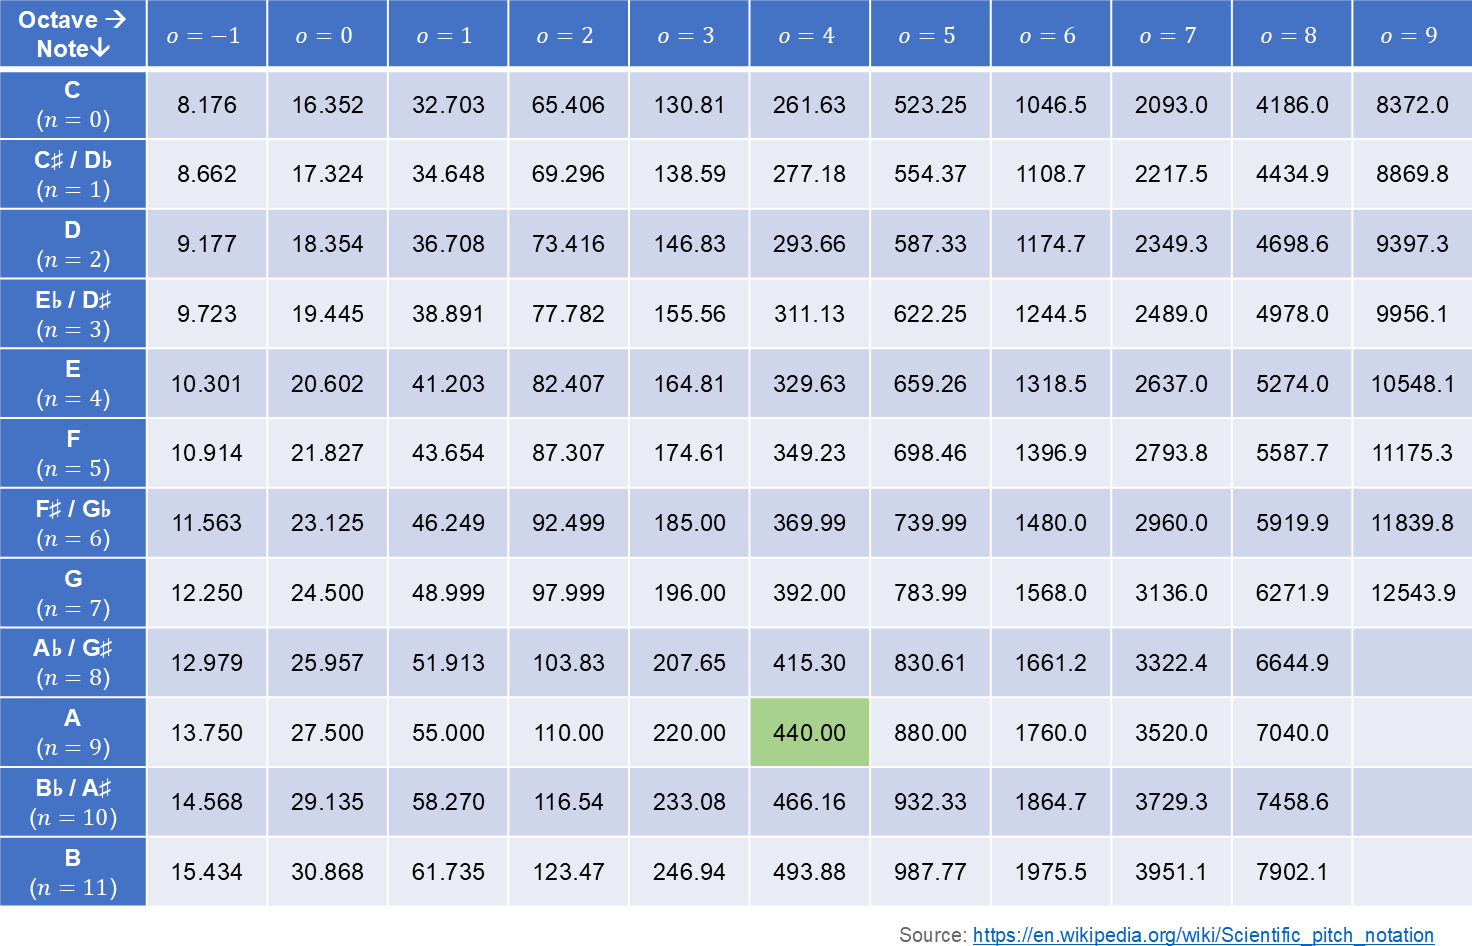 Octave → 𝑜 = −1 𝑜 = 0 𝑜 = 1 𝑜 = 2 𝑜 = 3 𝑜 = 4 𝑜 = 5 𝑜 = 6 𝑜 = 7 𝑜 = 8 𝑜 = 9
Note↓
C
(𝑛 = 0) 8.176 16.352 32.703 65.406 130.81 261.63 523.25 1046.5 2093.0 4186.0 8372.0
C♯ / D♭
(𝑛 = 1) 8.662 17.324 34.648 69.296 138.59 277.18 554.37 1108.7 2217.5 4434.9 8869.8
D
(𝑛 = 2) 9.177 18.354 36.708 73.416 146.83 293.66 587.33 1174.7 2349.3 4698.6 9397.3
E♭ / D♯
(𝑛 = 3) 9.723 19.445 38.891 77.782 155.56 311.13 622.25 1244.5 2489.0 4978.0 9956.1
E
(𝑛 = 4) 10.301 20.602 41.203 82.407 164.81 329.63 659.26 1318.5 2637.0 5274.0 10548.1
F
(𝑛 = 5) 10.914 21.827 43.654 87.307 174.61 349.23 698.46 1396.9 2793.8 5587.7 11175.3
F♯ / G♭
(𝑛 = 6) 11.563 23.125 46.249 92.499 185.00 369.99 739.99 1480.0 2960.0 5919.9 11839.8
G
(𝑛 = 7) 12.250 24.500 48.999 97.999 196.00 392.00 783.99 1568.0 3136.0 6271.9 12543.9
A♭ / G♯
(𝑛 = 8) 12.979 25.957 51.913 103.83 207.65 415.30 830.61 1661.2 3322.4 6644.9
A
(𝑛 = 9) 13.750 27.500 55.000 110.00 220.00 440.00 880.00 1760.0 3520.0 7040.0
B♭ / A♯
(𝑛 = 10) 14.568 29.135 58.270 116.54 233.08 466.16 932.33 1864.7 3729.3 7458.6
B
(𝑛 = 11) 15.434 30.868 61.735 123.47 246.94 493.88 987.77 1975.5 3951.1 7902.1
Source: https://en.wikipedia.org/wiki/Scientific_pitch_notation